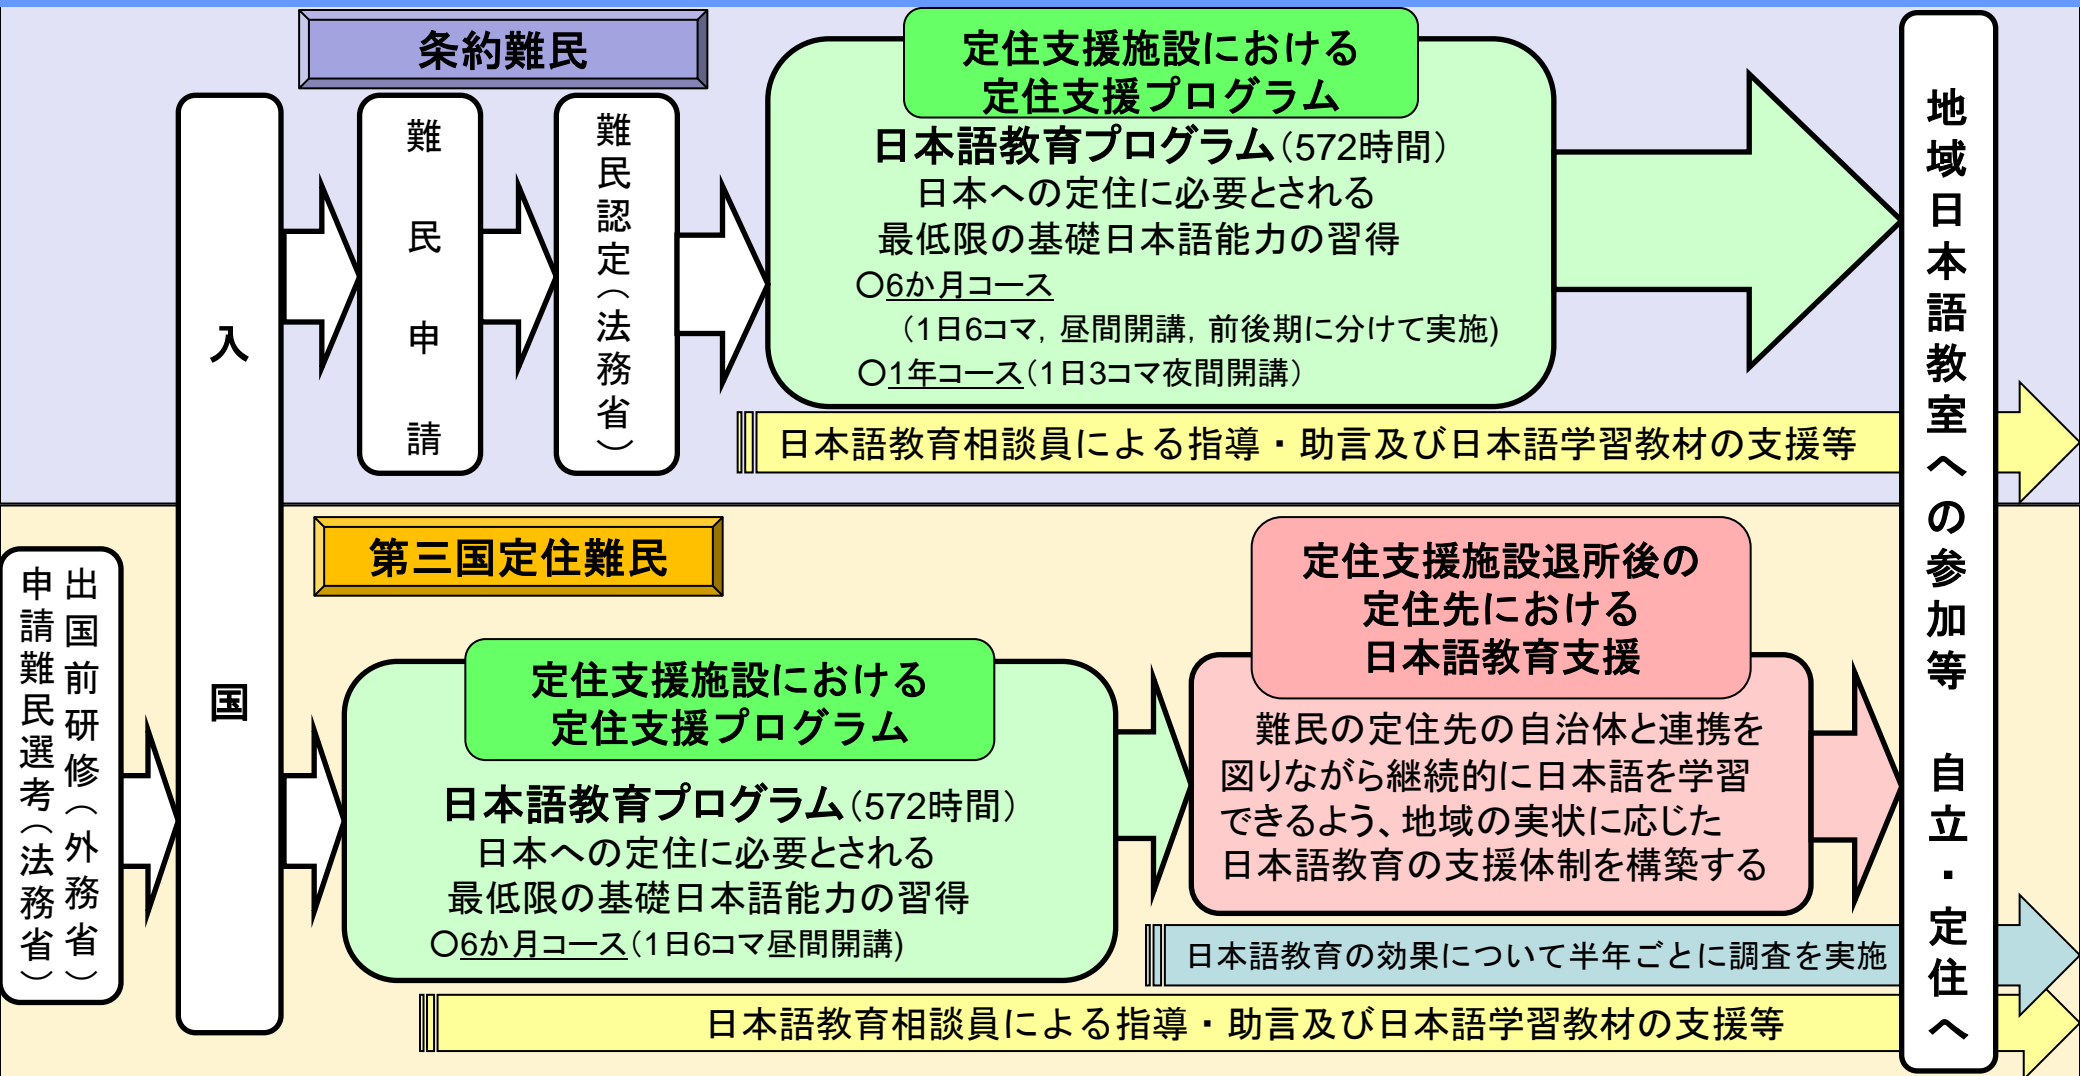 条約難民
入国
難民申請
難民認定（法務省）
定住支援施設における
定住支援プログラム
日本語教育プログラム（572時間）
日本への定住に必要とされる
最低限の基礎日本語能力の習得
○6か月コース
（1日6コマ，昼間開講，前後期に分けて実施)
○1年コース（1日3コマ夜間開講）
日本語教育相談員による指導・助言及び日本語学習教材の支援等
地域日本語教室への参加等　自立・定住へ
第三国定住難民
出国前研修（外務省）
申請難民選考（法務省）
定住支援施設における
定住支援プログラム
日本語教育プログラム（572時間）
日本への定住に必要とされる
最低限の基礎日本語能力の習得
○6か月コース（1日6コマ昼間開講)
定住支援施設退所後の
定住先における
日本語教育支援
難民の定住先の自治体と連携を
図りながら継続的に日本語を学習
できるよう、地域の実状に応じた
日本語教育の支援体制を構築する
日本語教育の効果について半年ごとに調査を実施
日本語教育相談員による指導・助言及び日本語学習教材の支援等